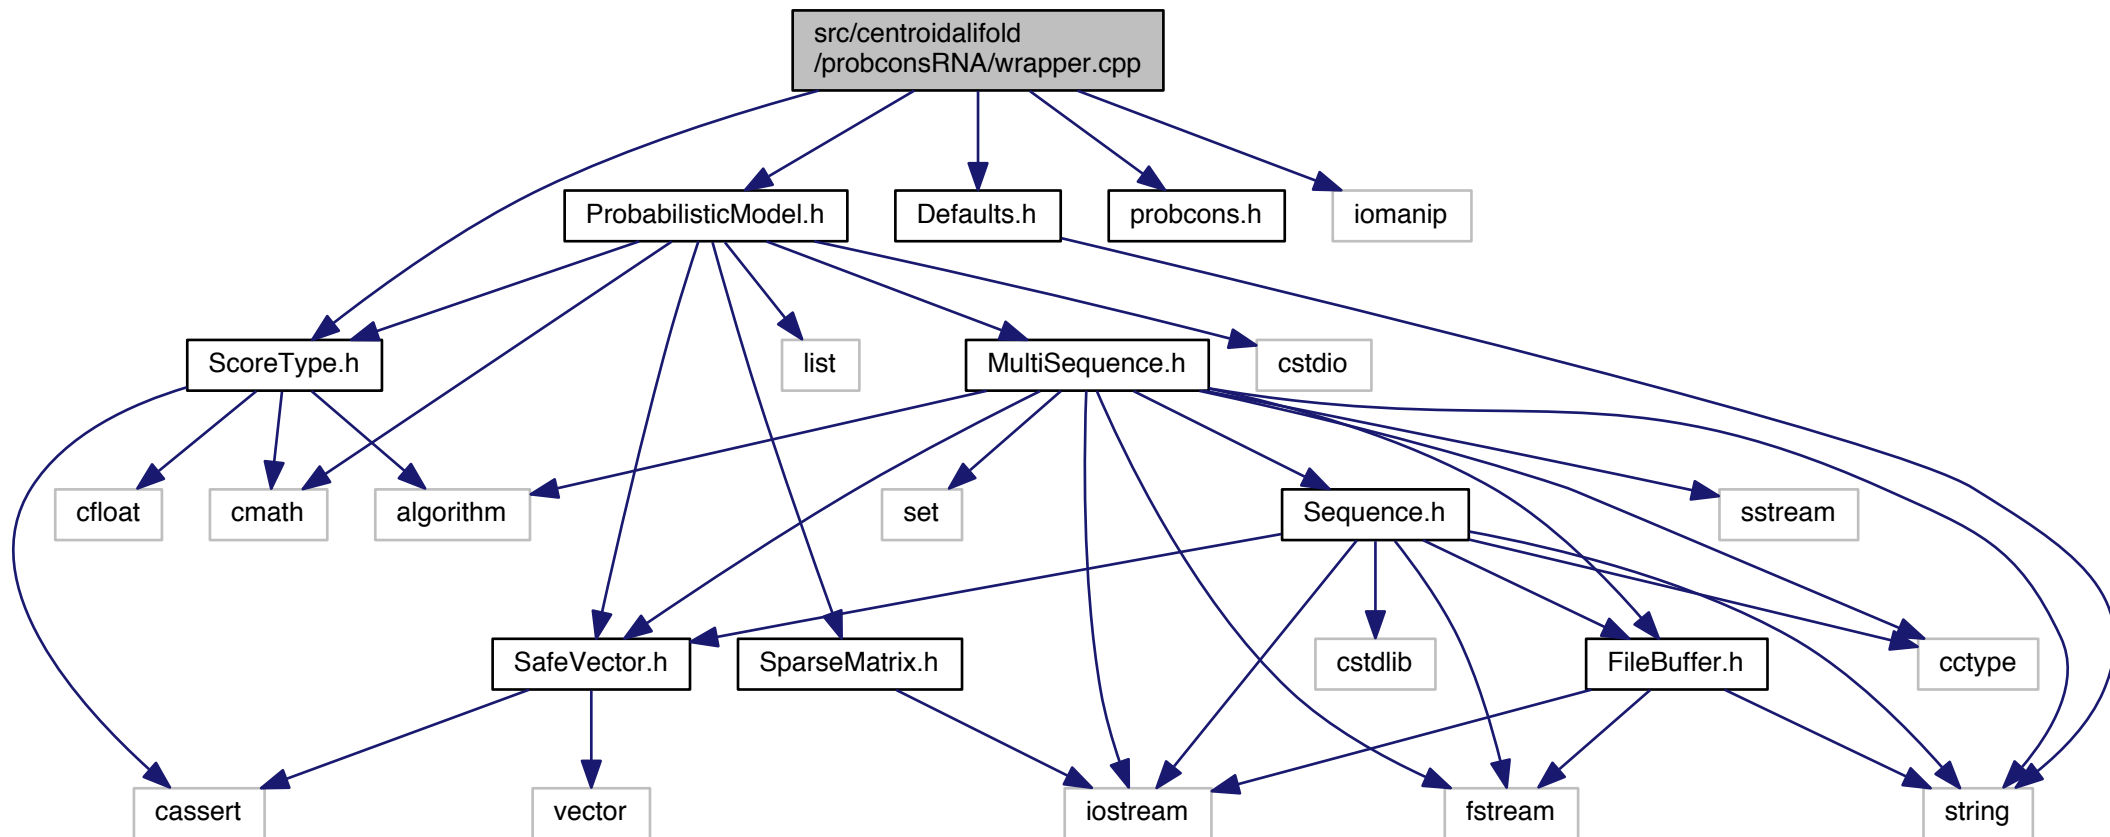 src/centroidalifold
/probconsRNA/wrapper.cpp
ProbabilisticModel.h
Defaults.h
probcons.h
iomanip
ScoreType.h
list
MultiSequence.h
cstdio
cfloat
cmath
algorithm
set
Sequence.h
sstream
SafeVector.h
SparseMatrix.h
cstdlib
FileBuffer.h
cctype
cassert
vector
iostream
fstream
string